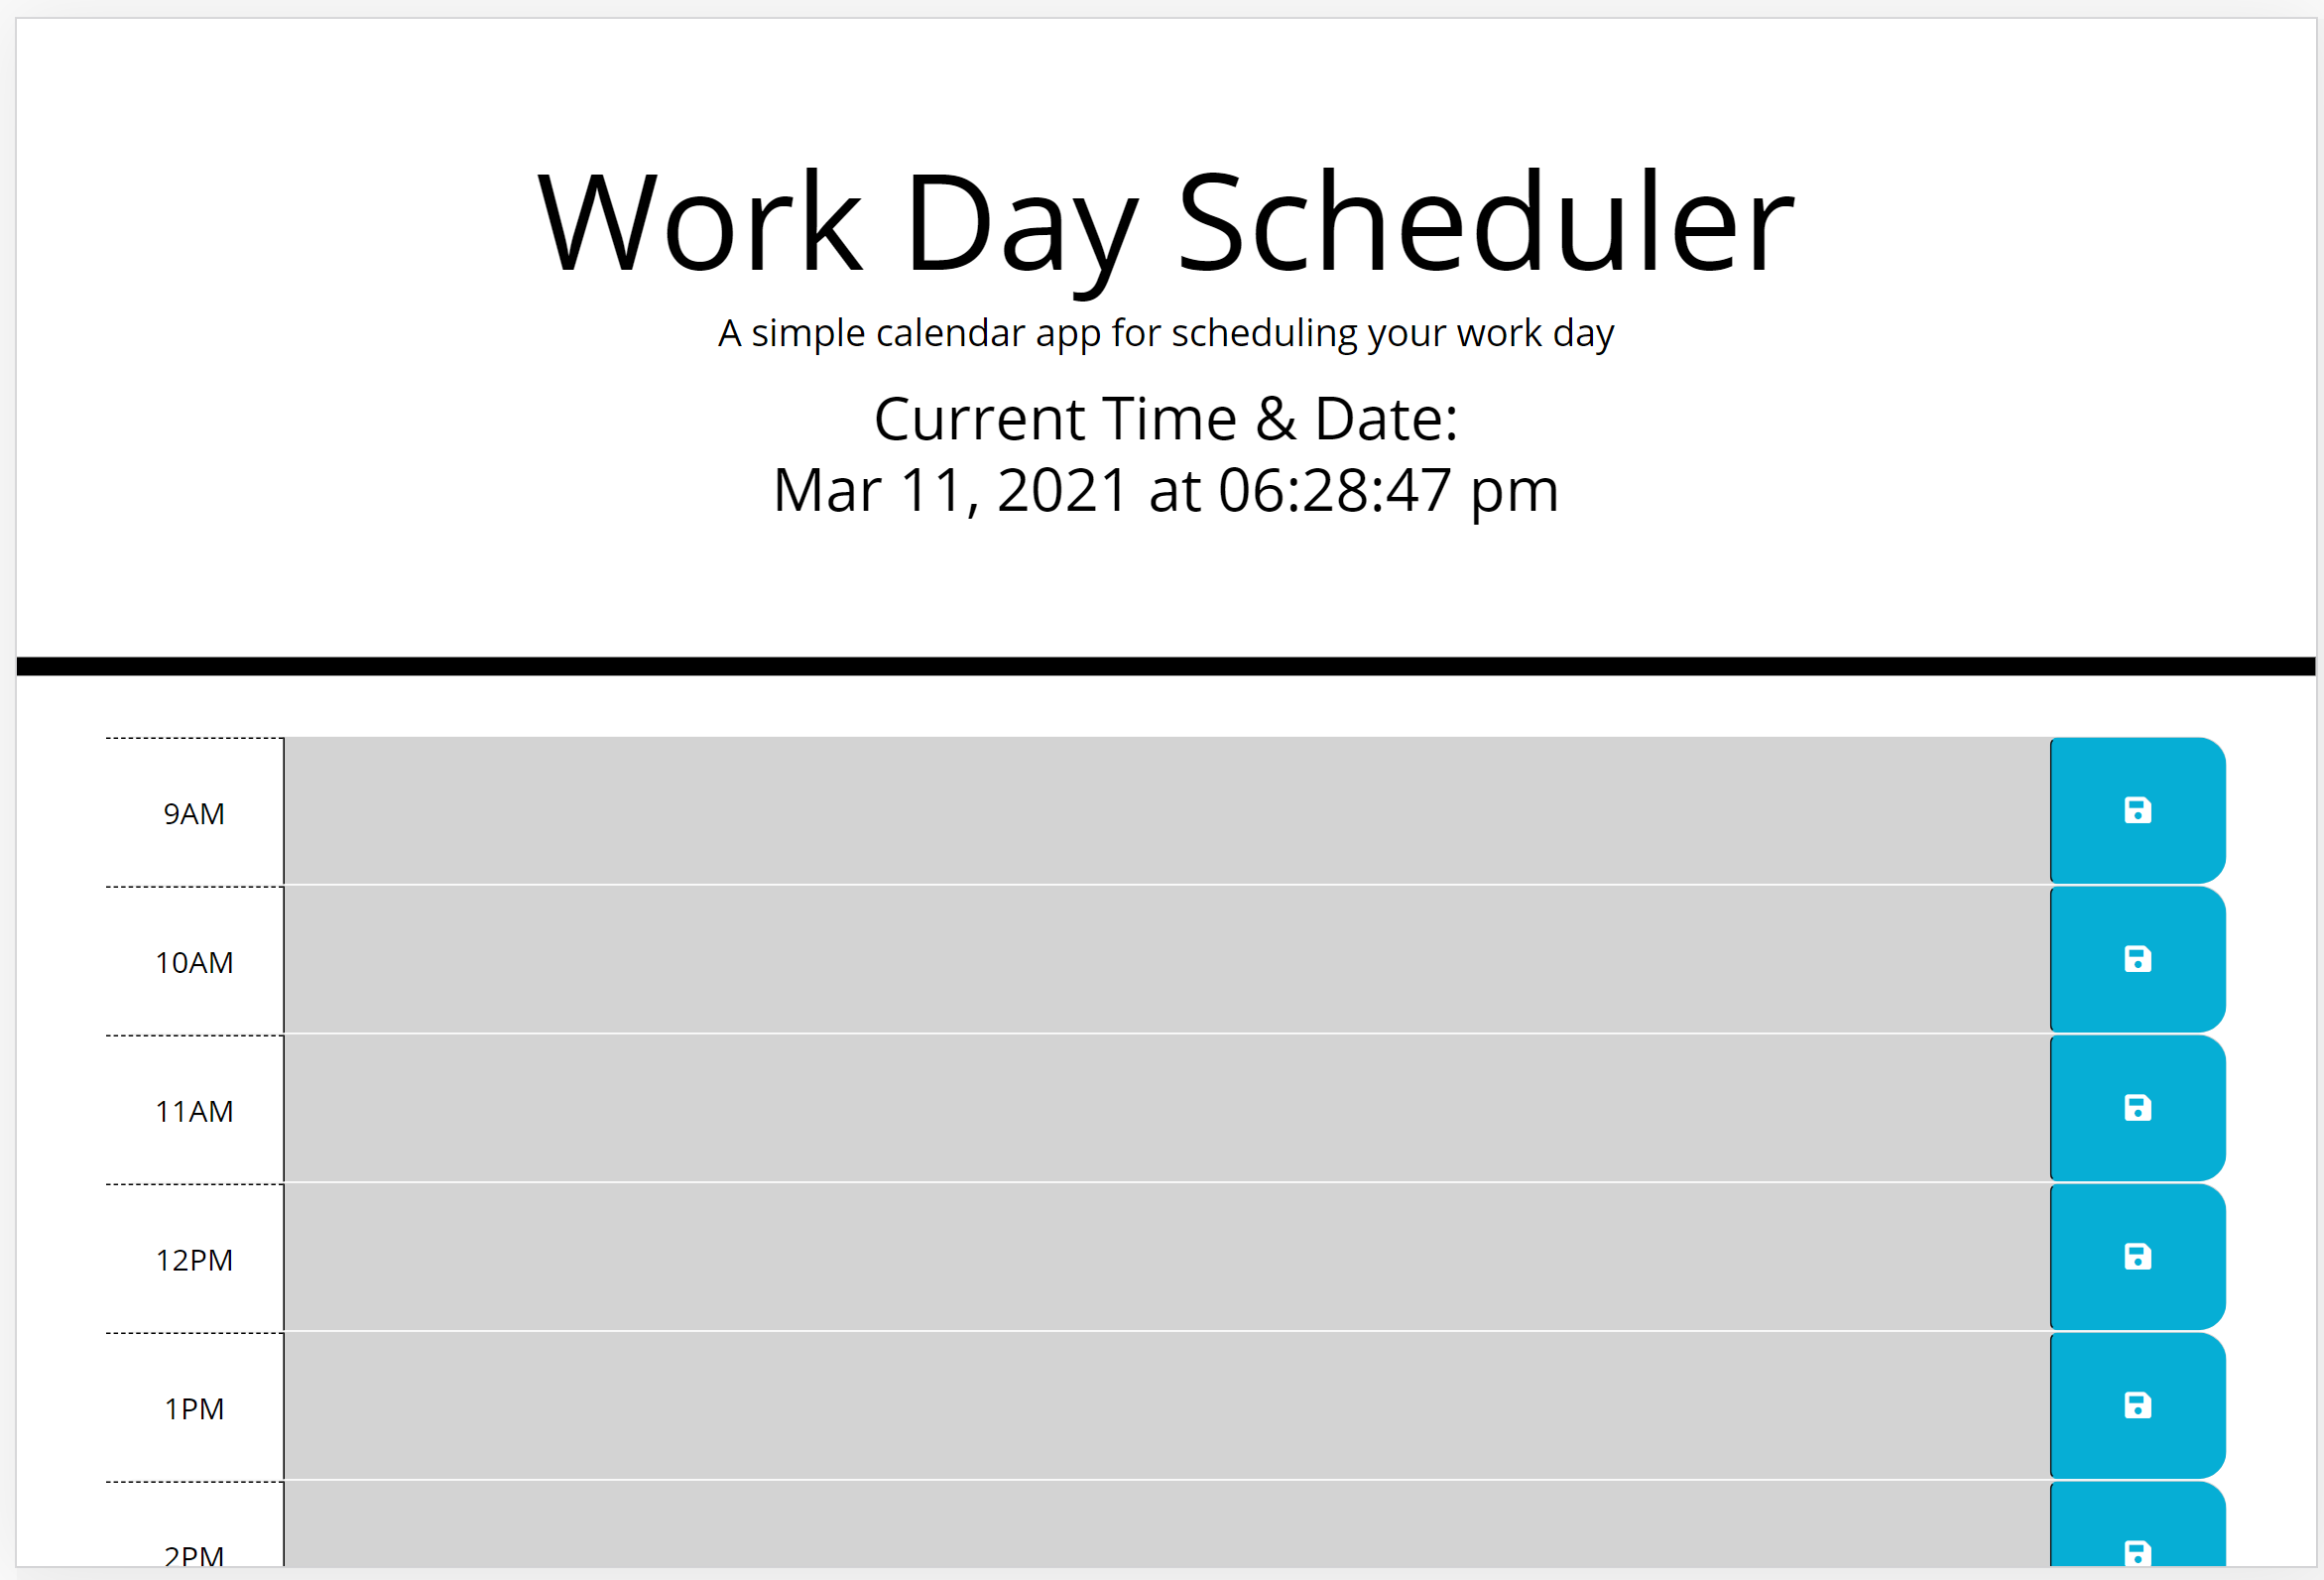 Work Day Scheduler
A simple calendar app for scheduling your work day
Current Time & Date:
Mar 11, 2021 at 06:28:47 pm
9AM
10AM
11AM
12PM
1PM
2PM